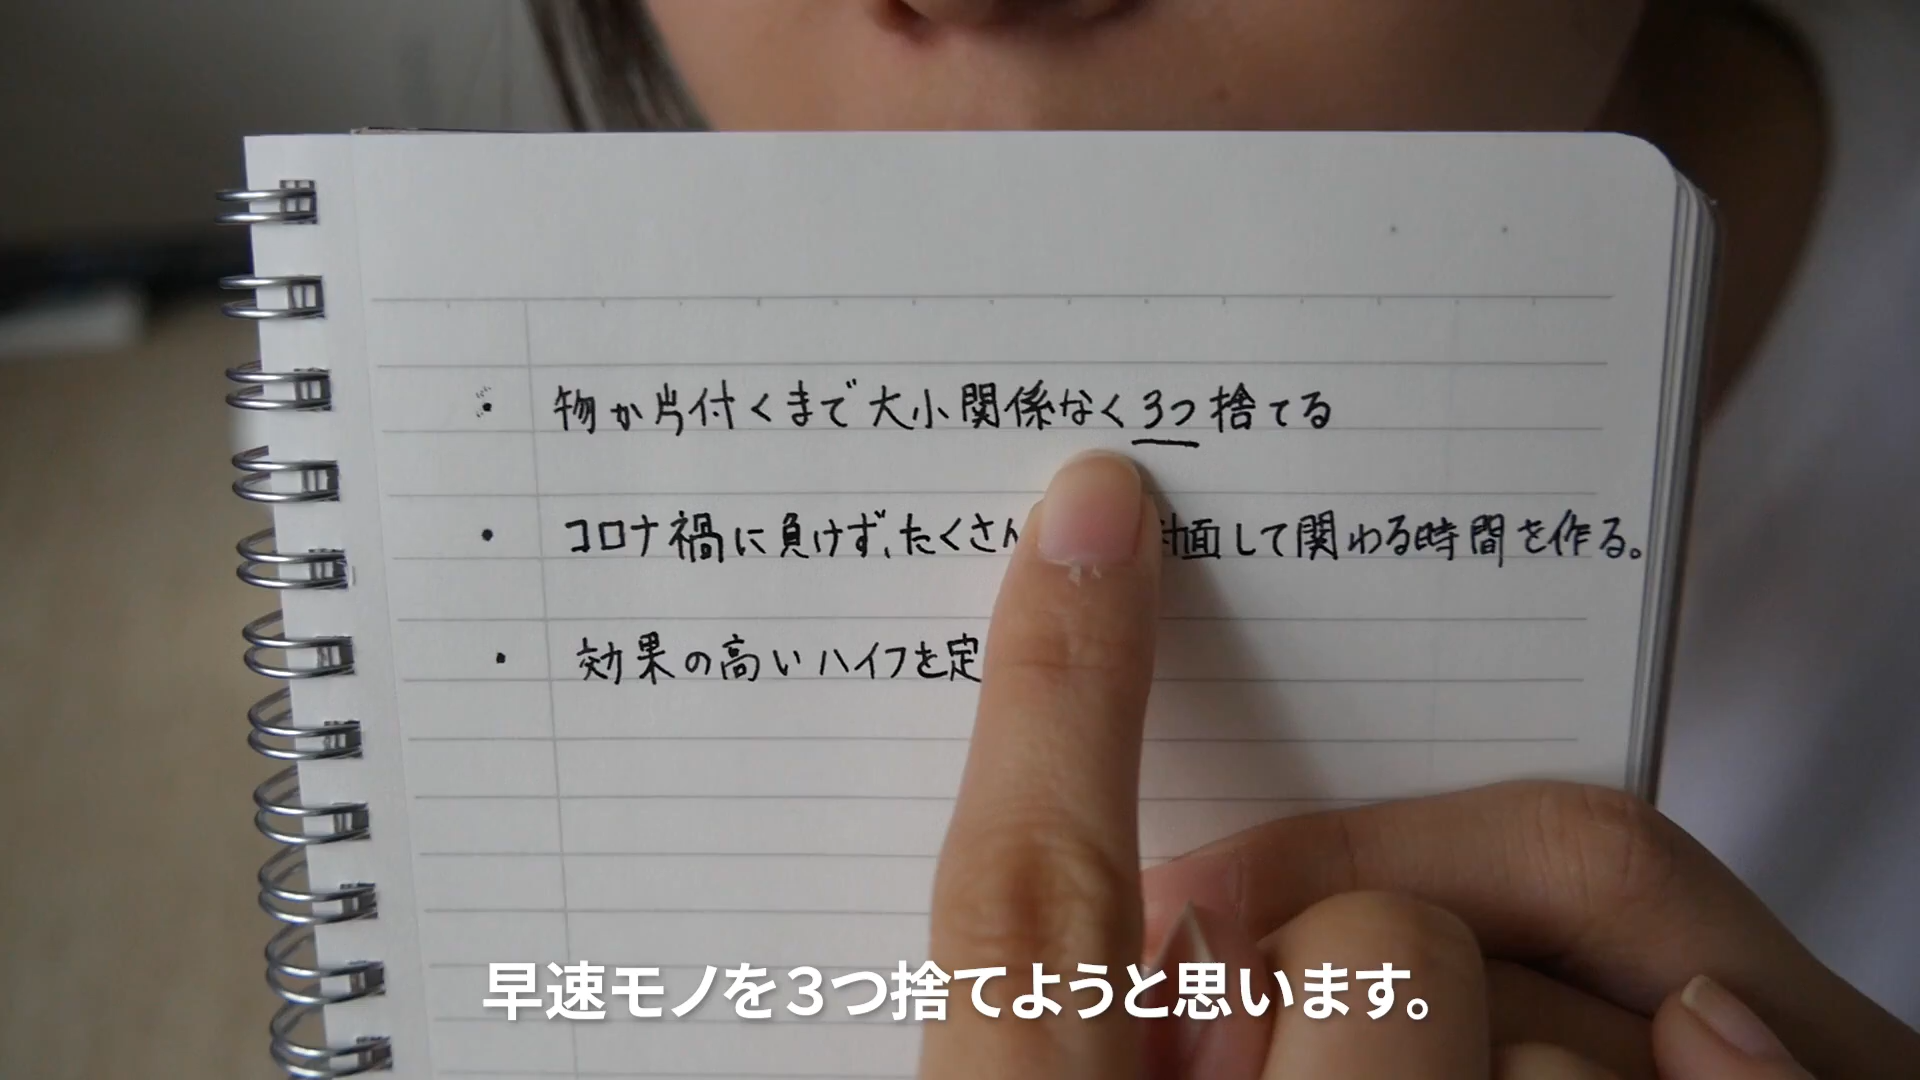 ・物が片付くまで大小関係なく3つ捨てる
・コロナ禍に負けず、たくさん 対面して関わる時間を作る。
・効果の高いハイフを定
早速モノを３つ捨てようと思います。